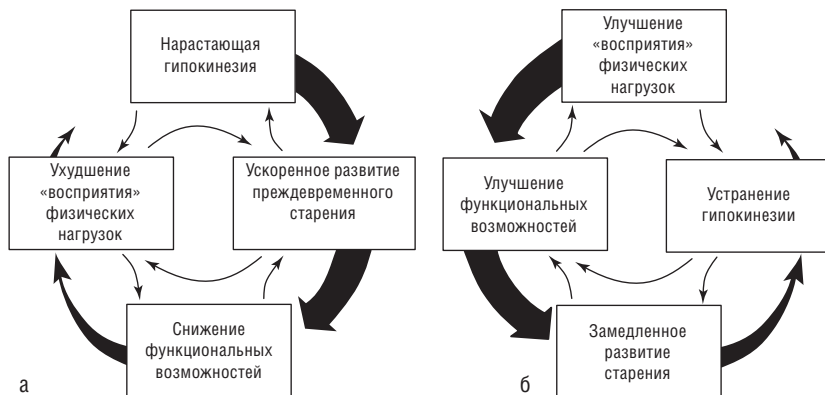 Нарастающая
гипокинезия
Ухудшение
«восприятия»
физических
нагрузок
Ускоренное развитие
преждевременного
старения
Снижение
функциональных
возможностей
а
Улучшение
«восприятия»
физических
нагрузок
Улучшение
функциональных
возможностей
Устранение
гипокинезии
Замедленное
развитие
старения
б